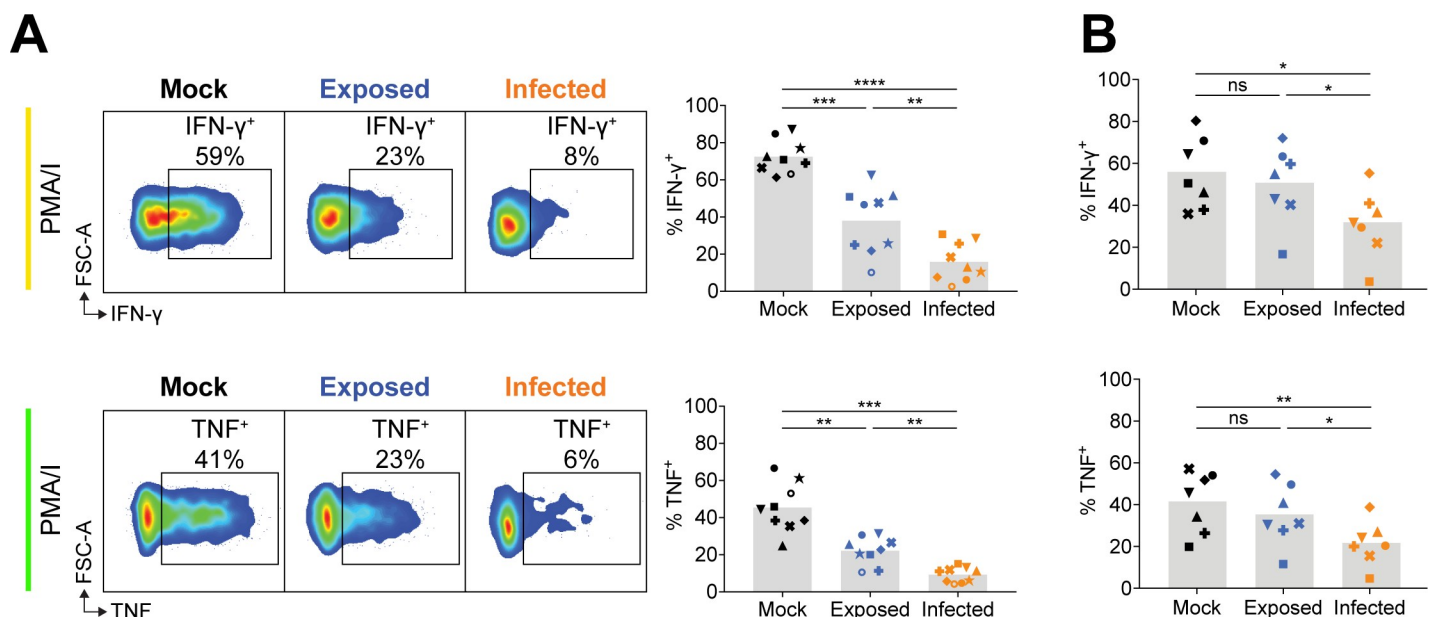 A
B
Mock Exposed Infected
PMA/I
FSC-A
IFN-γ
IFN-γ⁺
59%
IFN-γ⁺
23%
IFN-γ⁺
8%
% IFN-γ⁺
100
80
60
40
20
0
****
*** **
Mock Exposed Infected
% IFN-γ⁺
100
80
60
40
20
0
*
ns *
Mock Exposed Infected
Mock Exposed Infected
PMA/I
FSC-A
TNF
TNF⁺
41%
TNF⁺
23%
TNF⁺
6%
% TNF⁺
100
80
60
40
20
0
***
** **
Mock Exposed Infected
% TNF⁺
100
80
60
40
20
0
**
ns *
Mock Exposed Infected